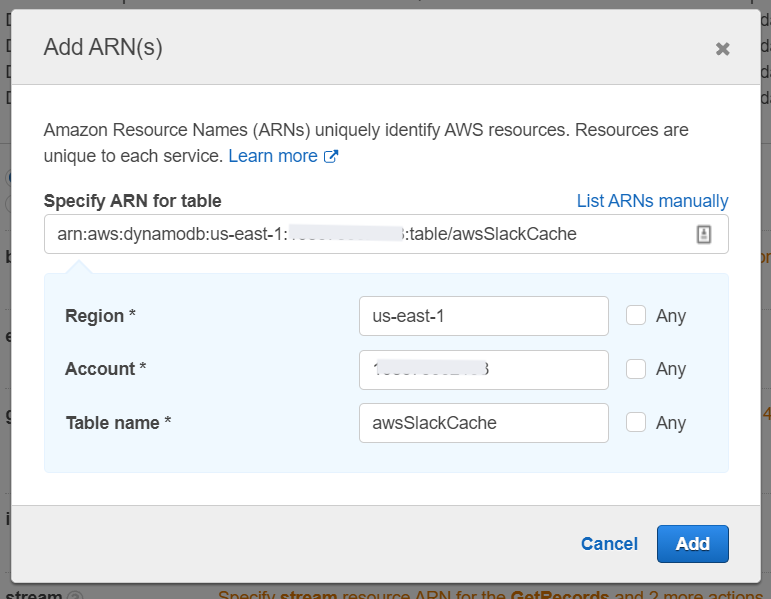 Add ARN(s)
Amazon Resource Names (ARNs) uniquely identify AWS resources. Resources are
unique to each service. Learn more
Specify ARN for table
List ARNs manually
arn:aws:dynamodb:us-east-1: :table/awsSlackCache
Region *
us-east-1
Any
Account *
Any
Table name *
awsSlackCache
Any
Cancel
Add
stream
Specify stream resource ARN for the GetRecords and 2 more actions.